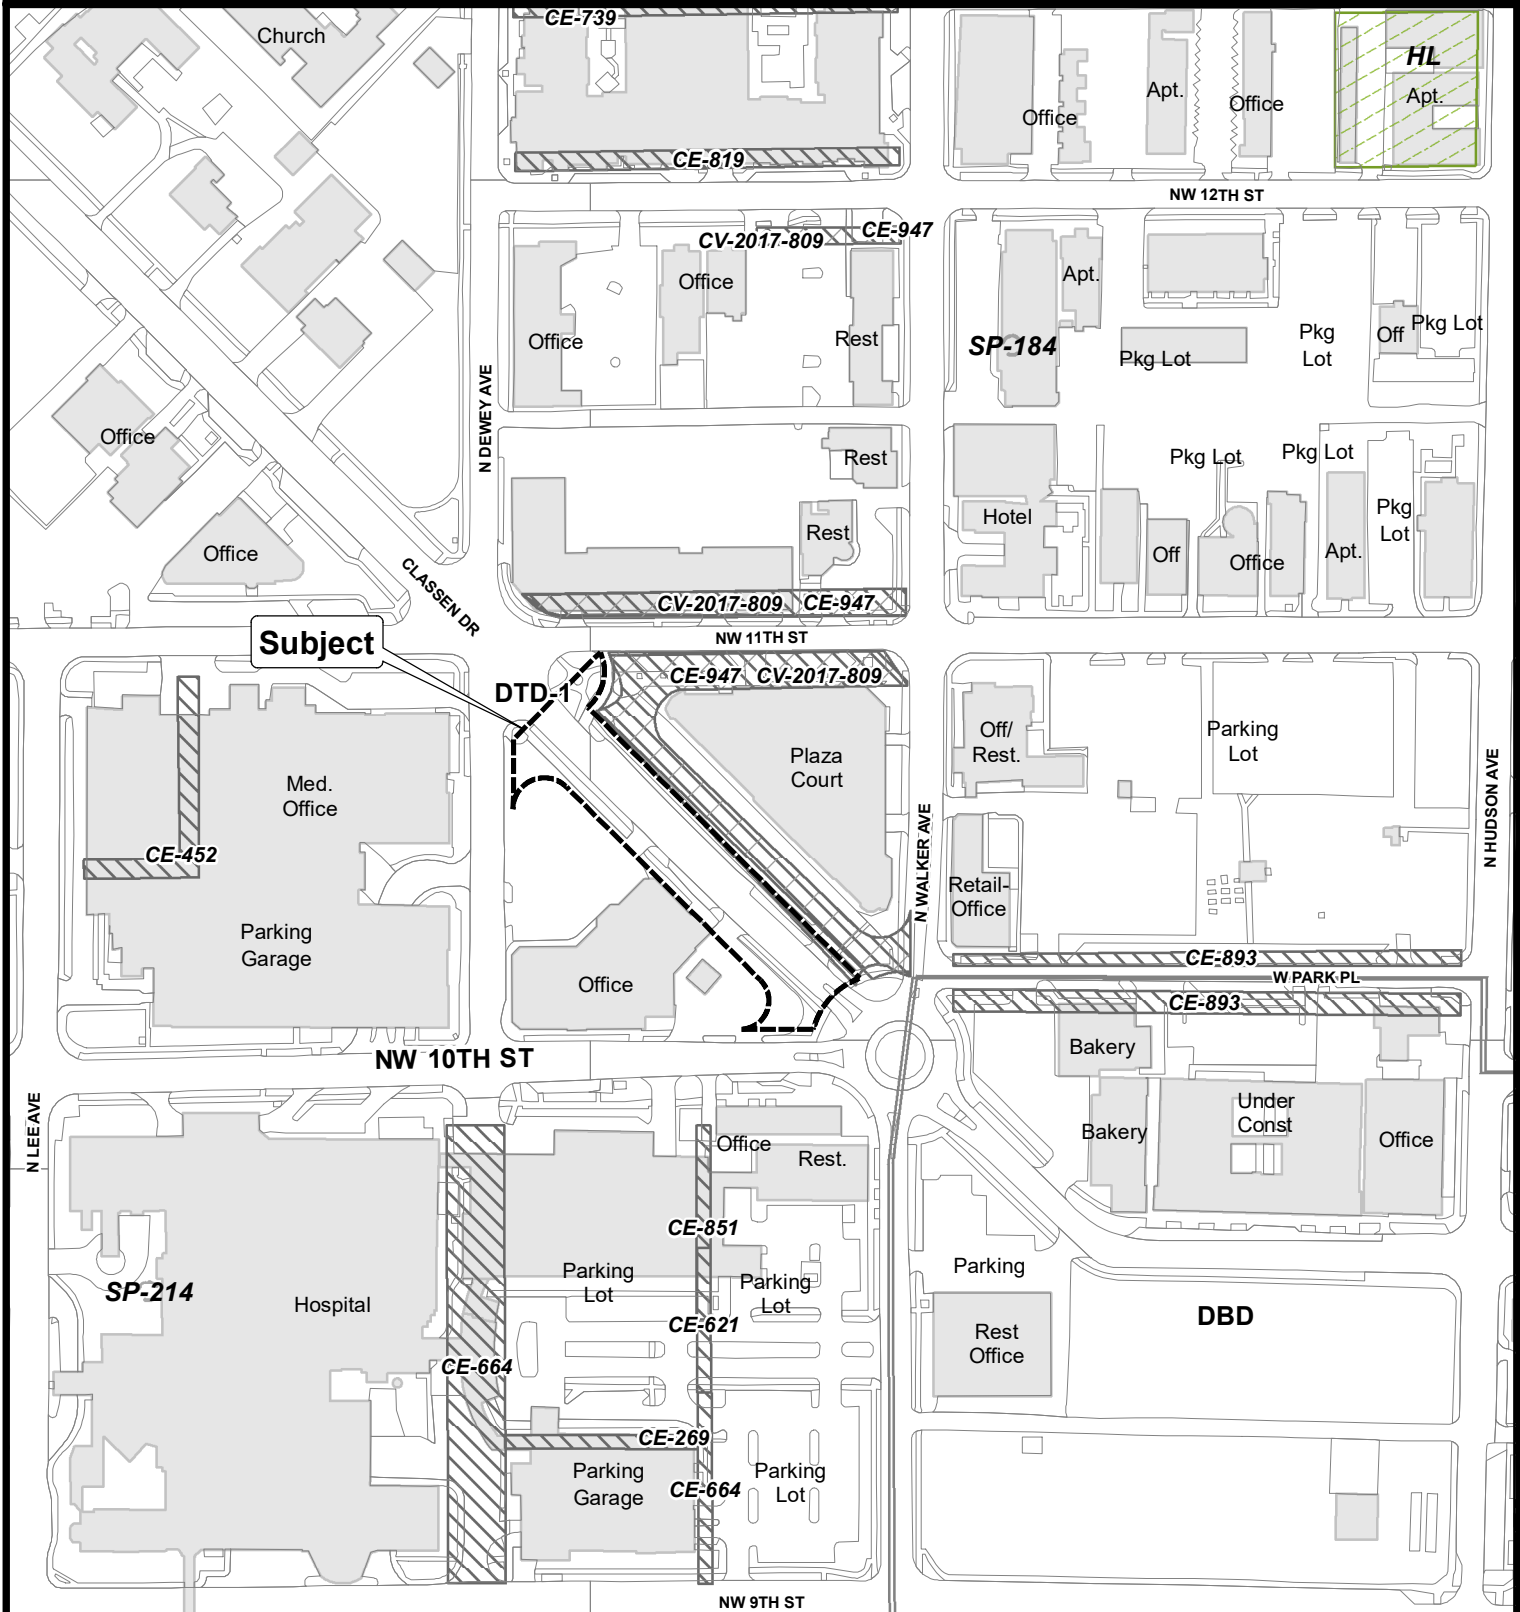 CE-739
Church
HL
Apt.
Apt.
Office
Office
CE-819
NW 12TH ST
CE-947
CV-2017-809
Apt.
Office
Office
Rest
SP-184
Pkg Lot
Pkg
Lot
Off
Pkg Lot
N DEWEY AVE
Office
Rest
Pkg Lot
Pkg Lot
Pkg
Lot
Hotel
Rest
Office
Off
Office
Apt.
CLASSEN DR
CV-2017-809
CE-947
NW 11TH ST
Subject
DTD-1
CE-947
CV-2017-809
Off/
Rest.
Parking
Lot
Plaza
Court
Med.
Office
N HUDSON AVE
N WALKER AVE
CE-452
Retail-
Office
Parking
Garage
Office
CE-893
W PARK PL
CE-893
NW 10TH ST
Bakery
N LEE AVE
Under
Const
Bakery
Office
Office
Rest.
CE-851
Parking
Lot
Parking
Lot
Parking
SP-214
Hospital
CE-621
DBD
Rest
Office
CE-664
CE-269
Parking
Garage
CE-664
Parking
Lot
NW 9TH ST